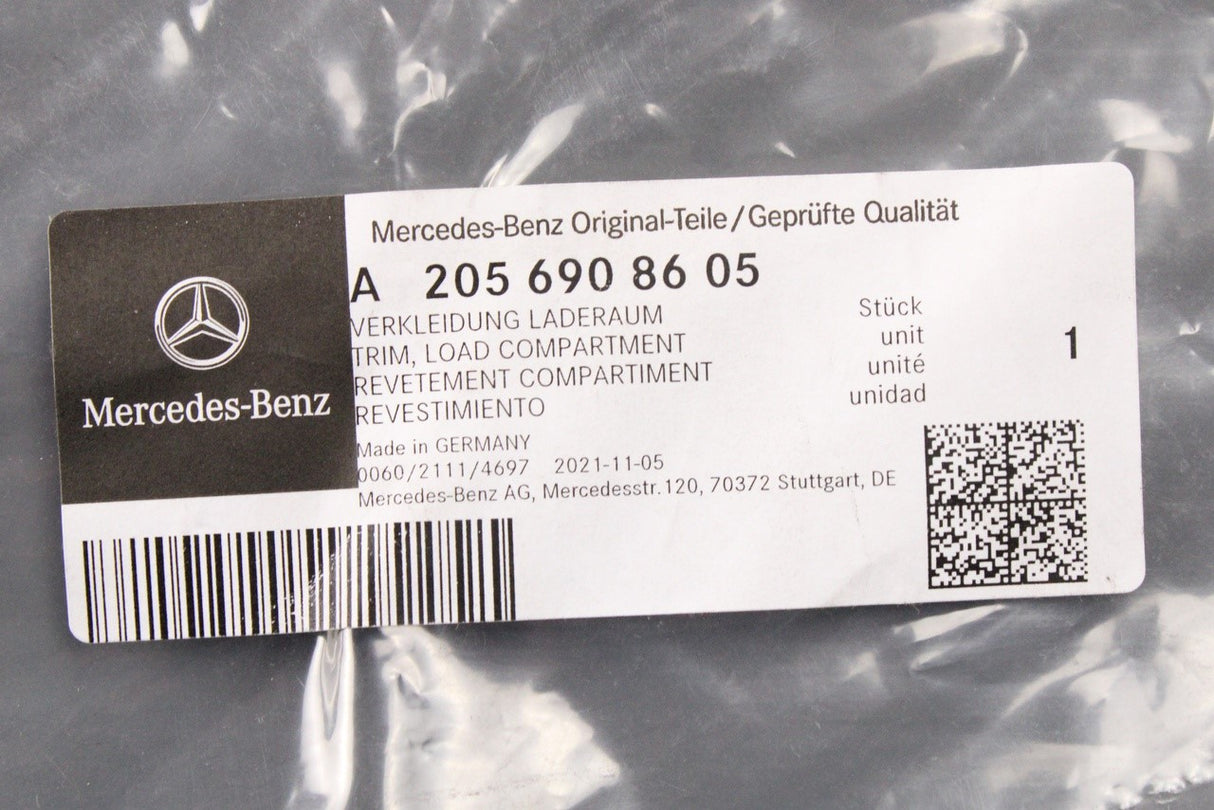 Mercedes-Benz Original-Teile/Geprüfte Qualität
A 205 690 86 05
VERKLEIDUNG LADERAUM
TRIM, LOAD COMPARTMENT
REVETEMENT COMPARTIMENT
REVESTIMIENTO
Stück
unit
unité
unidad
1
Mercedes-Benz
Made in GERMANY
0060/2111/4697 2021-11-05
Mercedes-Benz AG, Mercedesstr.120, 70372 Stuttgart, DE